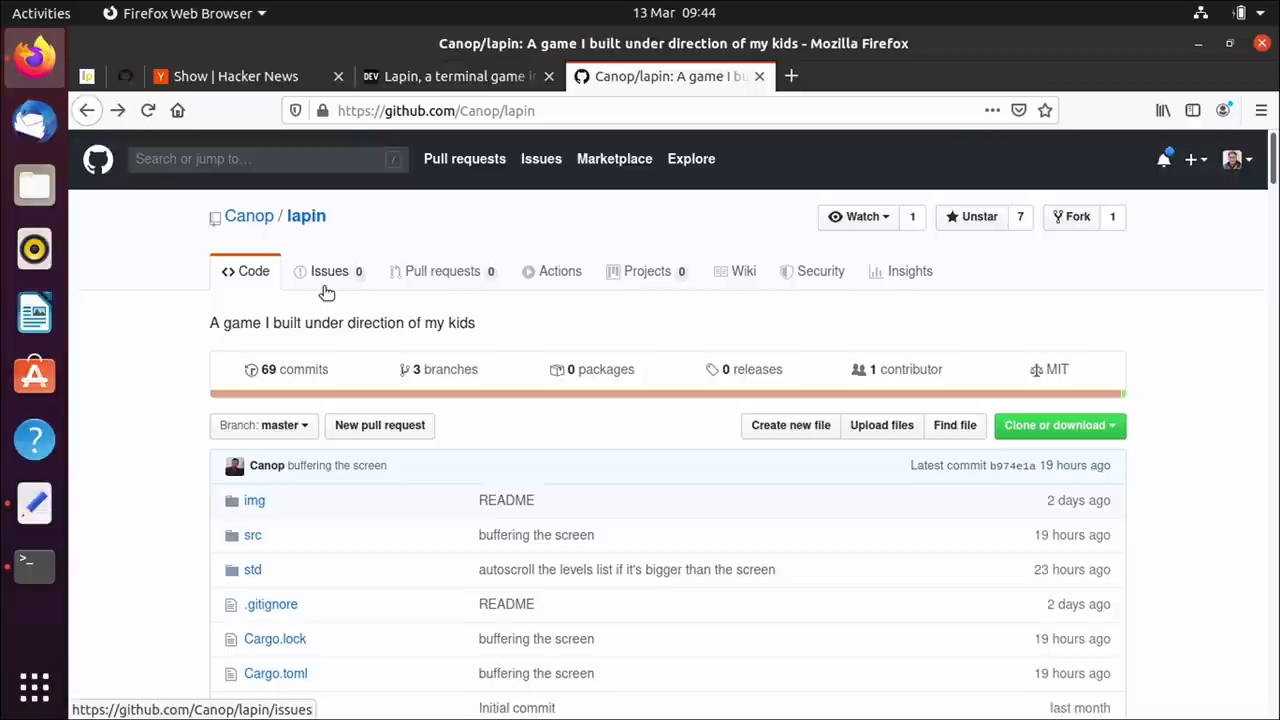 Activities Firefox Web Browser 13 Mar 09:44
Canop/lapin: A game I built under direction of my kids - Mozilla Firefox
Show | Hacker News Lapin, a terminal game i Canop/lapin: A game I bu
https://github.com/Canop/lapin
Search or jump to… / Pull requests Issues Marketplace Explore
Canop / lapin Watch 1 Unstar 7 Fork 1
Code Issues 0 Pull requests 0 Actions Projects 0 Wiki Security Insights
A game I built under direction of my kids
69 commits 3 branches 0 packages 0 releases 1 contributor MIT
Branch: master New pull request Create new file Upload files Find file Clone or download
Canop buffering the screen Latest commit b974e1a 19 hours ago
img README 2 days ago
src buffering the screen 19 hours ago
std autoscroll the levels list if it's bigger than the screen 23 hours ago
.gitignore README 2 days ago
Cargo.lock buffering the screen 19 hours ago
Cargo.toml buffering the screen 19 hours ago
Initial commit last month
https://github.com/Canop/lapin/issues